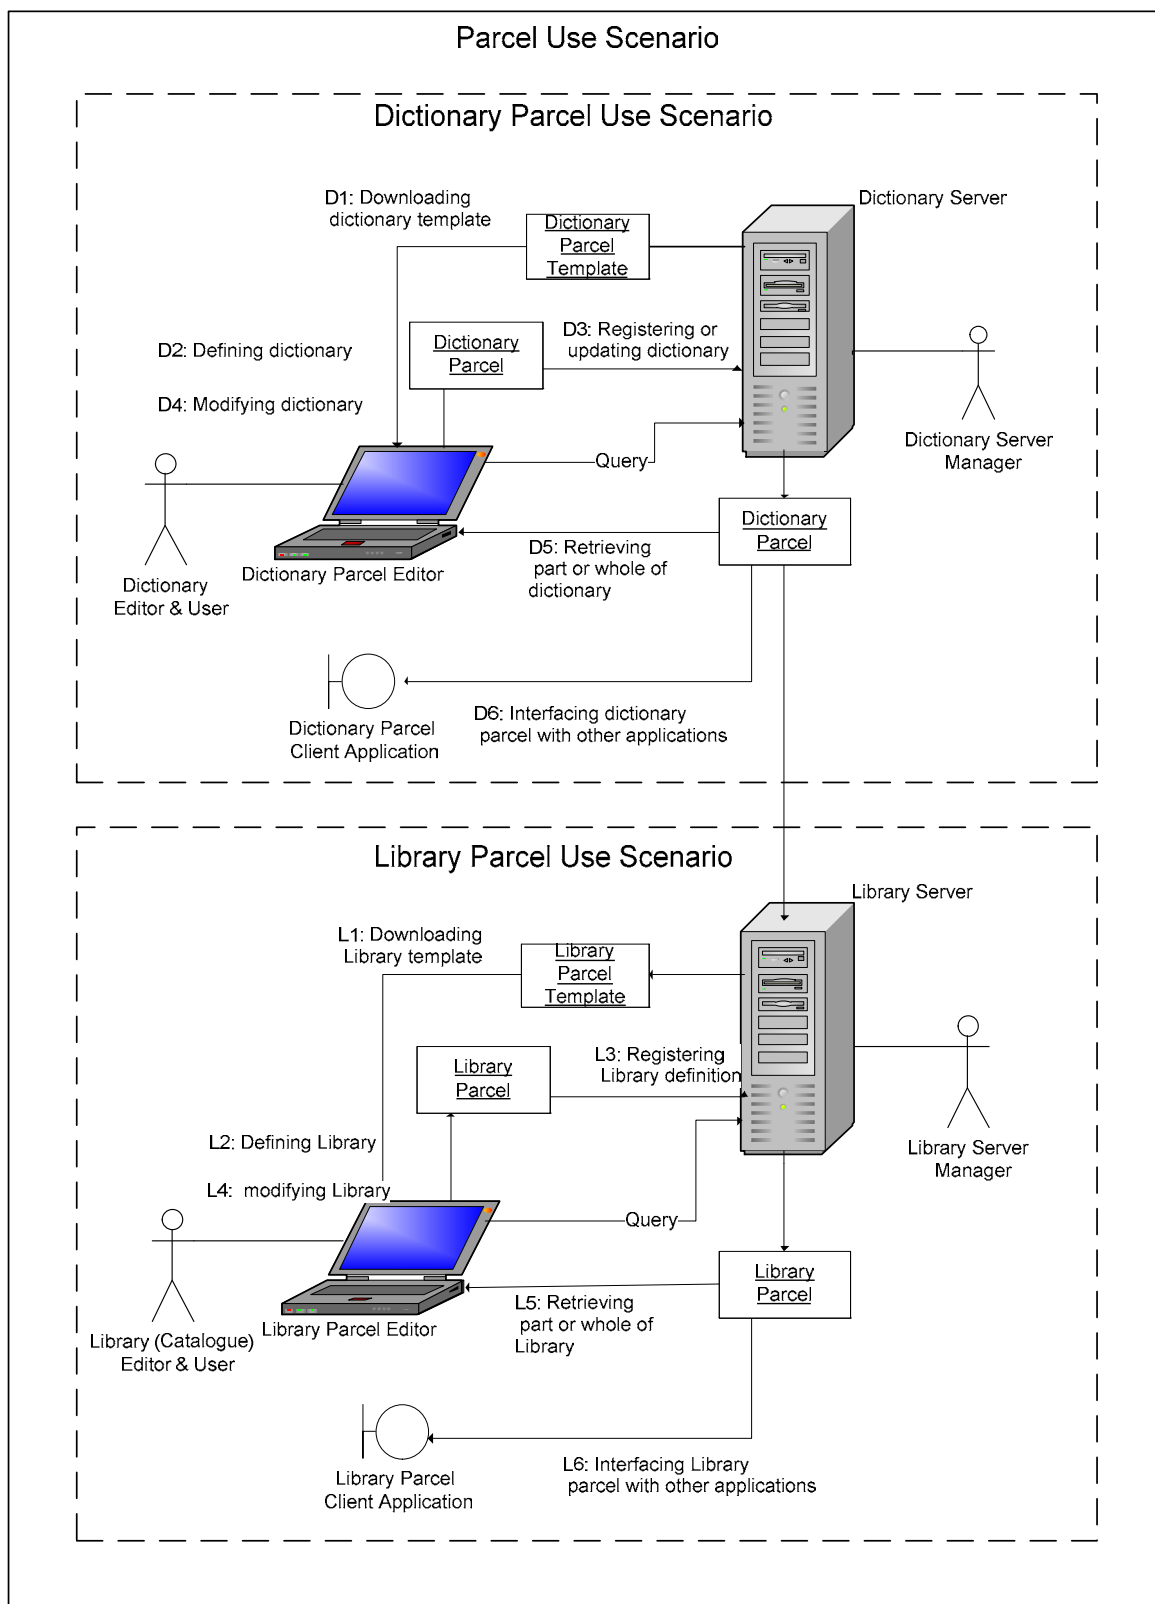 Parcel Use Scenario
Dictionary Parcel Use Scenario
D1: Downloading
dictionary template
Dictionary
Parcel
Template
Dictionary Server
D2: Defining dictionary
D4: Modifying dictionary
Dictionary
Parcel
D3: Registering or
updating dictionary
Dictionary Server
Manager
Query
Dictionary
Editor & User
Dictionary Parcel Editor
Dictionary
Parcel
D5: Retrieving
part or whole of
dictionary
Dictionary Parcel
Client Application
D6: Interfacing dictionary
parcel with other applications
Library Parcel Use Scenario
Library Server
L1: Downloading
Library template
Library
Parcel
Template
Library
Parcel
L3: Registering
Library definition
L2: Defining Library
L4: modifying Library
Library Server
Manager
Query
Library (Catalogue)
Editor & User
Library Parcel Editor
Library
Parcel
L5: Retrieving
part or whole of
Library
Library Parcel
Client Application
L6: Interfacing Library
parcel with other applications